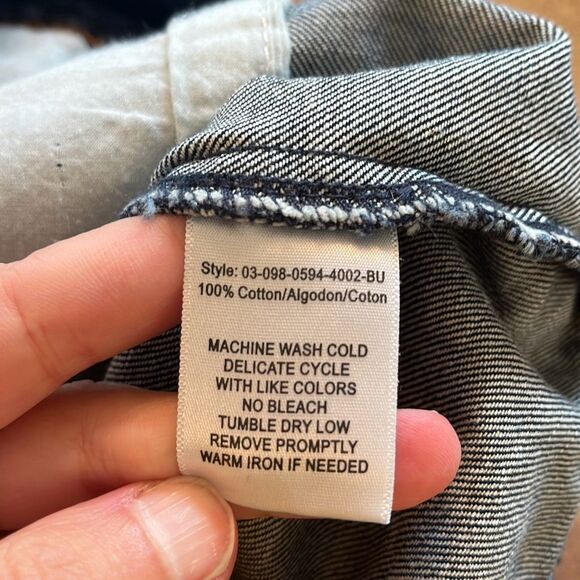 Style: 03-098-0594-4002-BU
100% Cotton/Algodon/Coton
MACHINE WASH COLD
DELICATE CYCLE
WITH LIKE COLORS
NO BLEACH
TUMBLE DRY LOW
REMOVE PROMPTLY
WARM IRON IF NEEDED